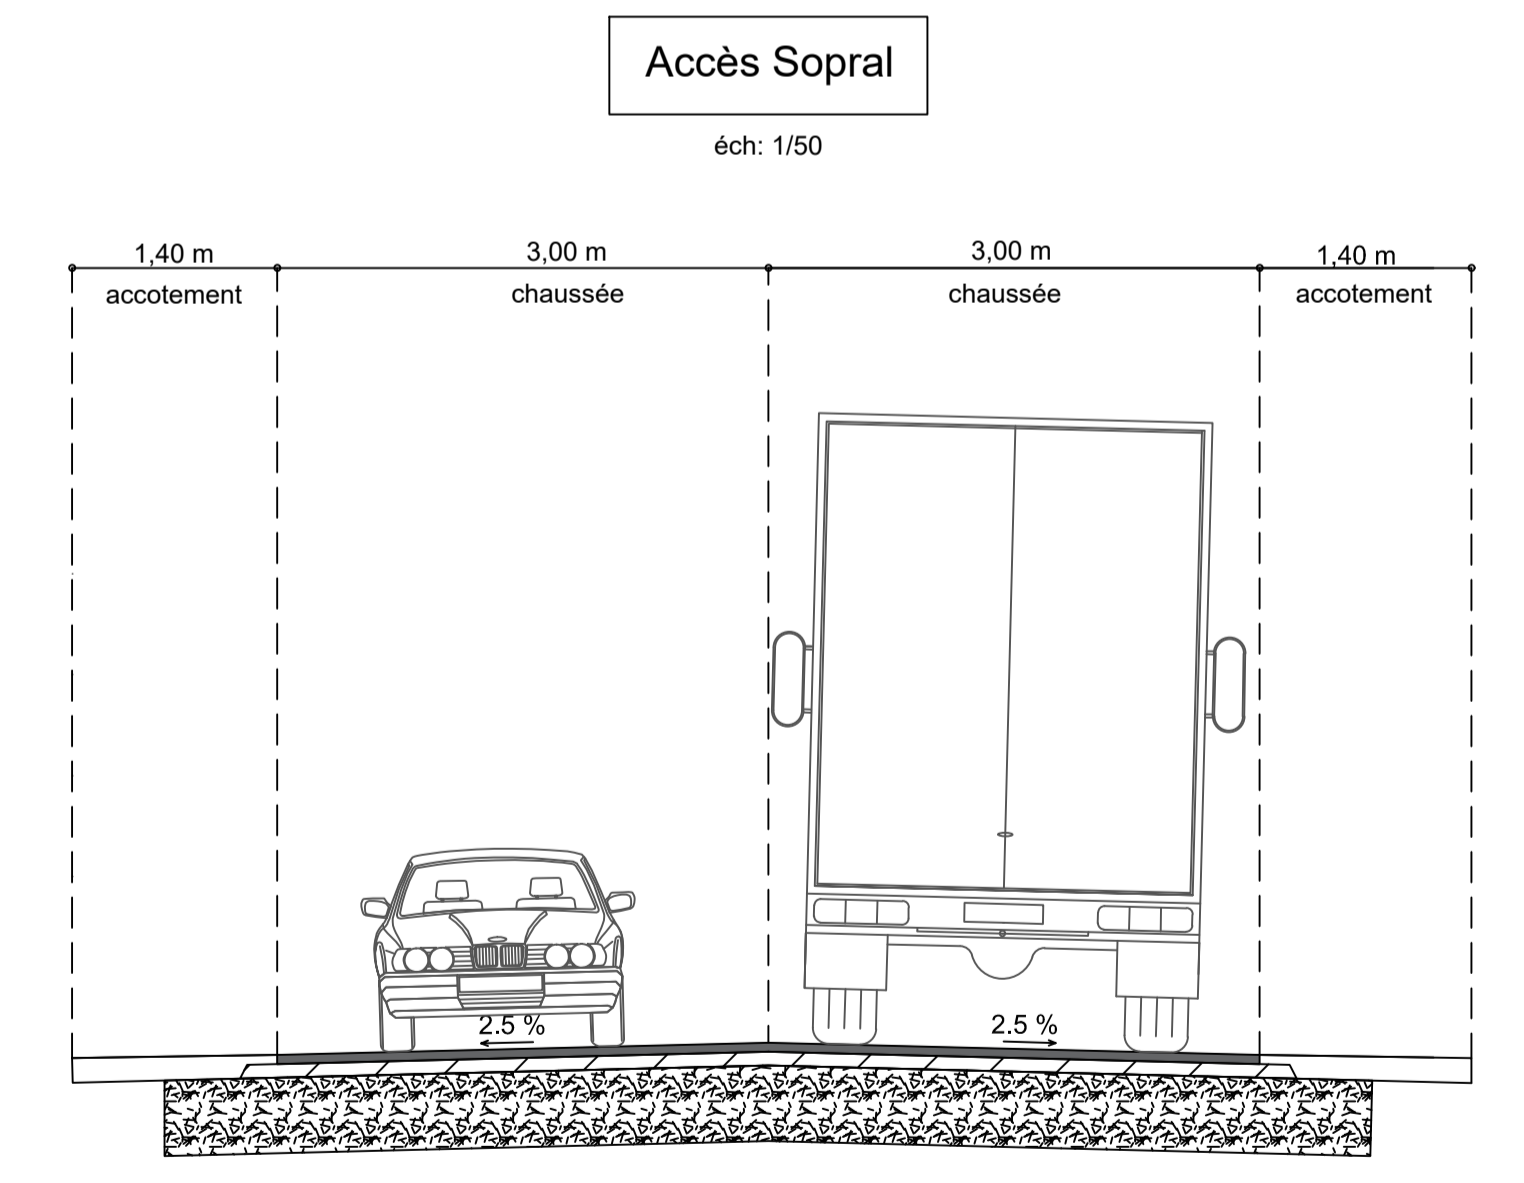 Accès Sopral
éch: 1/50
1,40 m
3,00 m
3,00 m
1,40 m
accotement
chaussée
chaussée
accotement
2.5 %
2.5 %